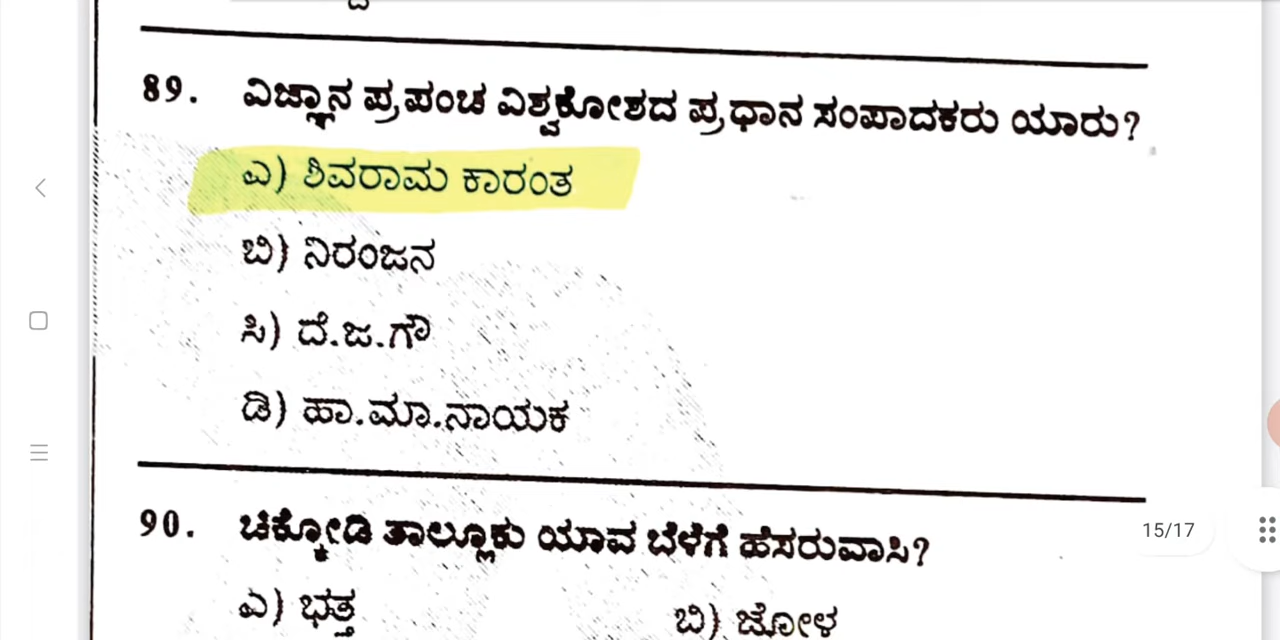 89. ವಿಜ್ಞಾನ ಪ್ರಪಂಚ ವಿಶ್ವಕೋಶದ ಪ್ರಧಾನ ಸಂಪಾದಕರು ಯಾರು?
ಎ) ಶಿವರಾಮ ಕಾರಂತ
ಬಿ) ನಿರಂಜನ
ಸಿ) ದೆ.ಜ.ಗೌ
ಡಿ) ಹಾ.ಮಾ.ನಾಯಕ
90. ಚಿಕ್ಕೋಡಿ ತಾಲ್ಲೂಕು ಯಾವ ಬೆಳೆಗೆ ಹೆಸರುವಾಸಿ?
15/17
ಎ) ಭತ್ತ ಬಿ) ಜೋಳ